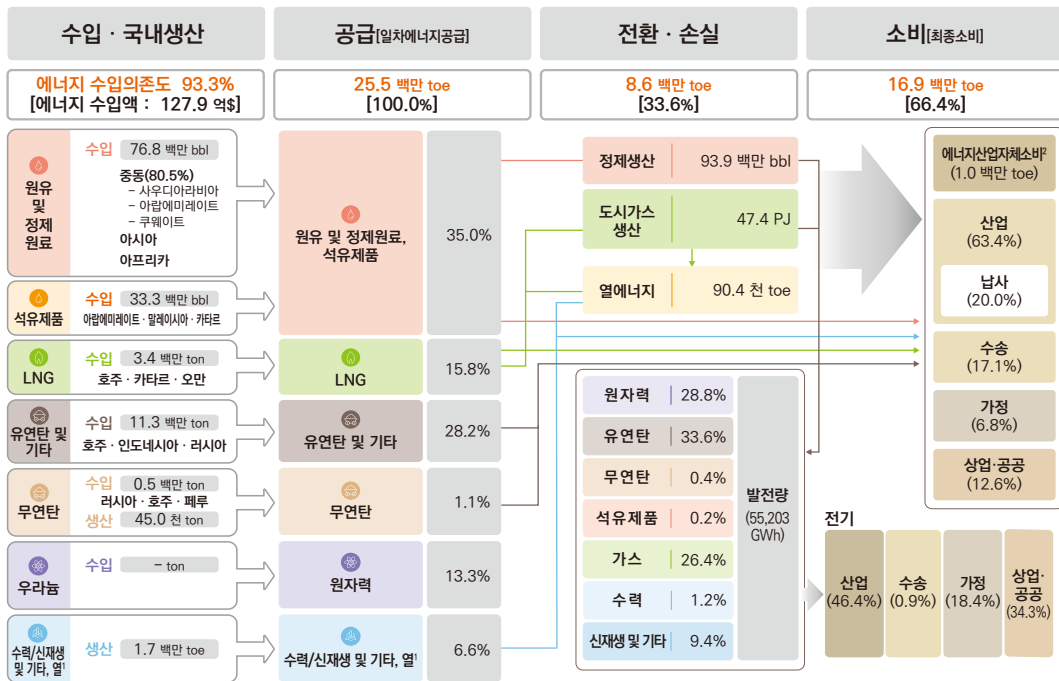 수입 · 국내생산
공급[일차에너지공급]
전환 · 손실
소비[최종소비]
에너지 수입의존도 93.3%
[에너지 수입액 : 127.9 억$]
25.5 백만 toe
[100.0%]
8.6 백만 toe
[33.6%]
16.9 백만 toe
[66.4%]
원유
및
정제
원료
수입 76.8 백만 bbl
중동(80.5%)
- 사우디아라비아
- 아랍에미레이트
- 쿠웨이트
아시아
아프리카
석유제품
수입 33.3 백만 bbl
아랍에미레이트 · 말레이시아 · 카타르
LNG
수입 3.4 백만 ton
호주 · 카타르 · 오만
유연탄 및
기타
수입 11.3 백만 ton
호주 · 인도네시아 · 러시아
무연탄
수입 0.5 백만 ton
러시아 · 호주 · 페루
생산 45.0 천 ton
우라늄
수입 – ton
수력/신재생
및 기타, 열¹
생산 1.7 백만 toe
원유 및 정제원료,
석유제품
35.0%
LNG
15.8%
유연탄 및 기타
28.2%
무연탄
1.1%
원자력
13.3%
수력/신재생 및 기타, 열¹
6.6%
정제생산 93.9 백만 bbl
도시가스
생산
47.4 PJ
열에너지 90.4 천 toe
원자력 28.8%
유연탄 33.6%
무연탄 0.4%
석유제품 0.2%
가스 26.4%
수력 1.2%
신재생 및 기타 9.4%
발전량
(55,203
GWh)
에너지산업자체소비²
(1.0 백만 toe)
산업
(63.4%)
납사
(20.0%)
수송
(17.1%)
가정
(6.8%)
상업·공공
(12.6%)
전기
산업
(46.4%)
수송
(0.9%)
가정
(18.4%)
상업·
공공
(34.3%)